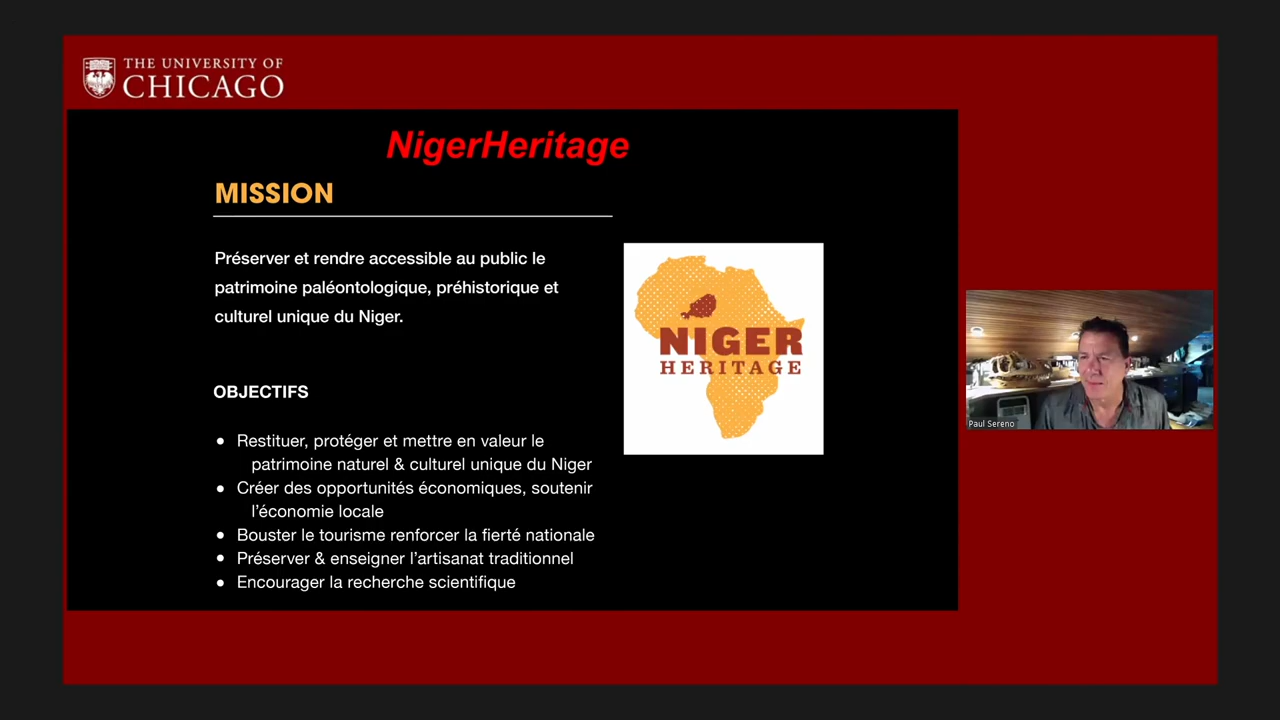 THE UNIVERSITY OF
CHICAGO
NigerHeritage
MISSION
Préserver et rendre accessible au public le
patrimoine paléontologique, préhistorique et
culturel unique du Niger.
NIGER
HERITAGE
OBJECTIFS
● Restituer, protéger et mettre en valeur le
patrimoine naturel & culturel unique du Niger
● Créer des opportunités économiques, soutenir
l’économie locale
● Bouster le tourisme renforcer la fierté nationale
● Préserver & enseigner l’artisanat traditionnel
● Encourager la recherche scientifique
Paul Sereno